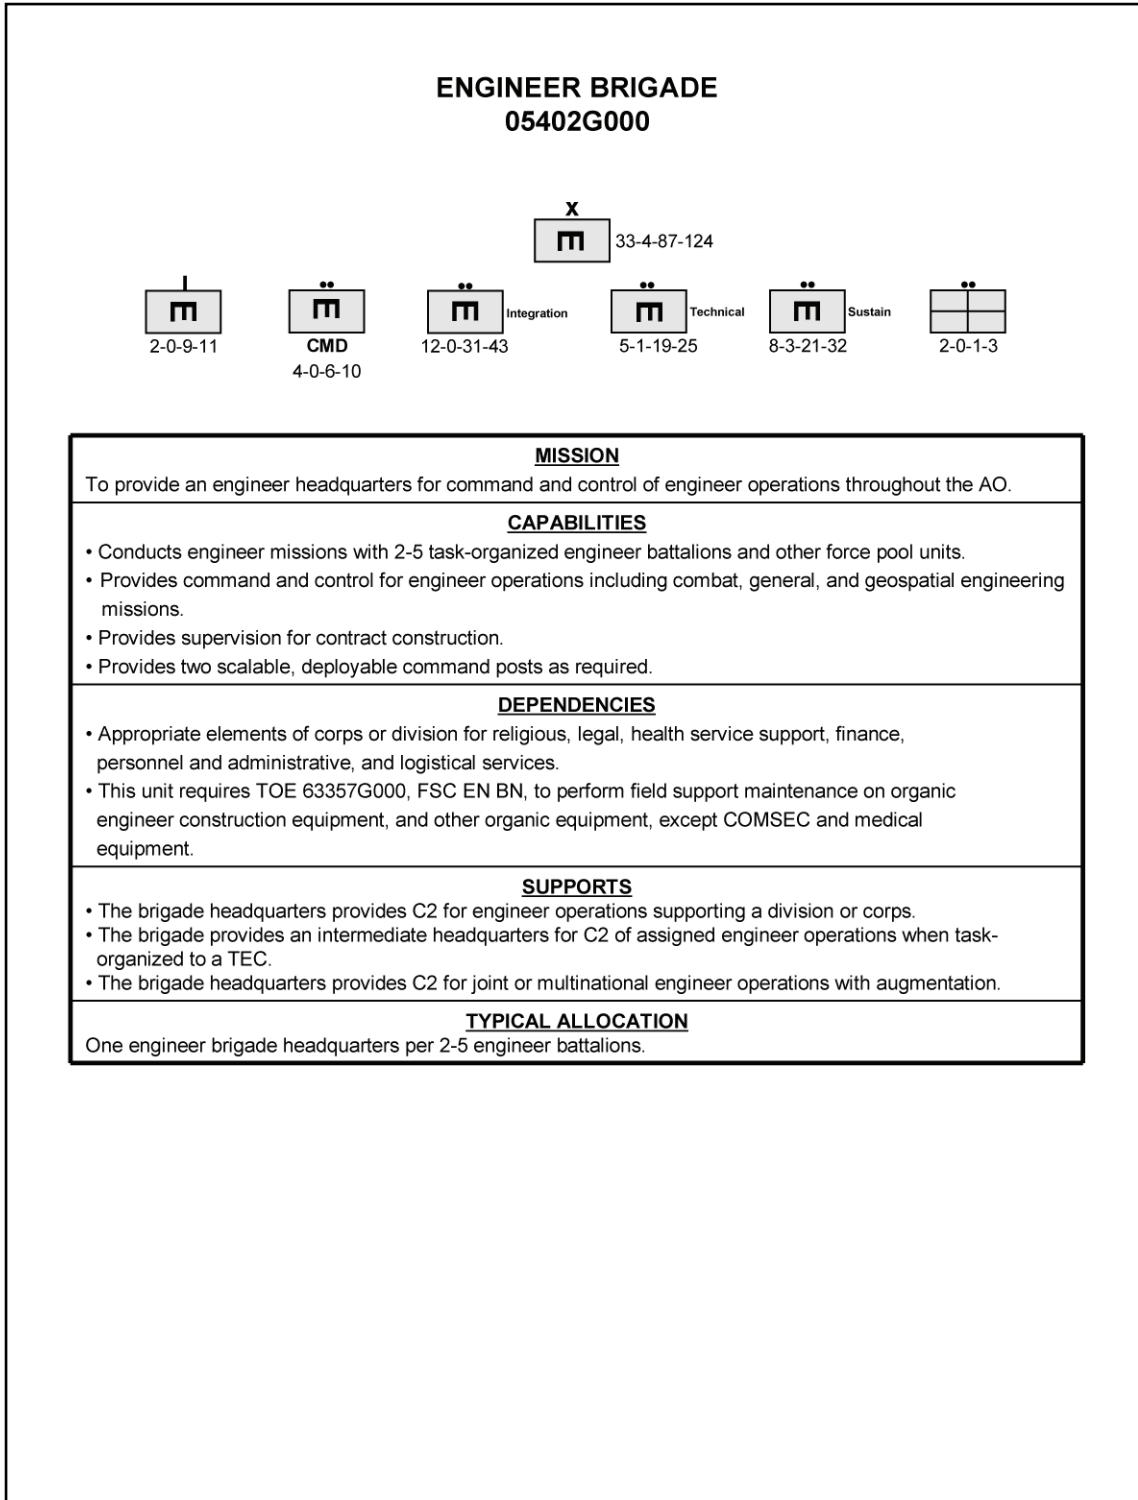 ENGINEER BRIGADE
05402G000
X
E 33-4-87-124
I
E
2-0-9-11
E
CMD
4-0-6-10
E Integration
12-0-31-43
E Technical
5-1-19-25
E Sustain
8-3-21-32
2-0-1-3
MISSION
To provide an engineer headquarters for command and control of engineer operations throughout the AO.
CAPABILITIES
• Conducts engineer missions with 2-5 task-organized engineer battalions and other force pool units.
• Provides command and control for engineer operations including combat, general, and geospatial engineering
missions.
• Provides supervision for contract construction.
• Provides two scalable, deployable command posts as required.
DEPENDENCIES
• Appropriate elements of corps or division for religious, legal, health service support, finance,
personnel and administrative, and logistical services.
• This unit requires TOE 63357G000, FSC EN BN, to perform field support maintenance on organic
engineer construction equipment, and other organic equipment, except COMSEC and medical
equipment.
SUPPORTS
• The brigade headquarters provides C2 for engineer operations supporting a division or corps.
• The brigade provides an intermediate headquarters for C2 of assigned engineer operations when task-
organized to a TEC.
• The brigade headquarters provides C2 for joint or multinational engineer operations with augmentation.
TYPICAL ALLOCATION
One engineer brigade headquarters per 2-5 engineer battalions.